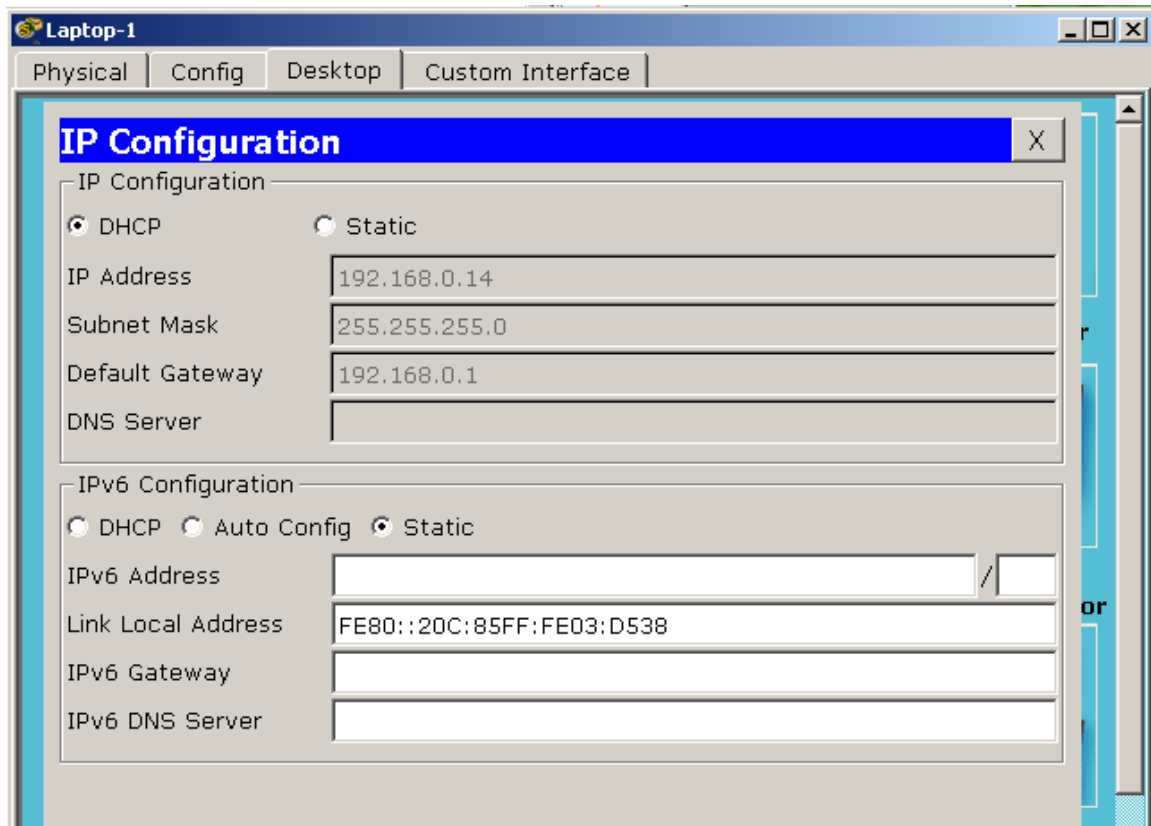 Laptop-1
Physical Config Desktop Custom Interface
IP Configuration X
IP Configuration
DHCP Static
IP Address 192.168.0.14
Subnet Mask 255.255.255.0
r
Default Gateway 192.168.0.1
DNS Server
IPv6 Configuration
DHCP Auto Config Static
IPv6 Address /
or
Link Local Address FE80::20C:85FF:FE03:D538
IPv6 Gateway
IPv6 DNS Server